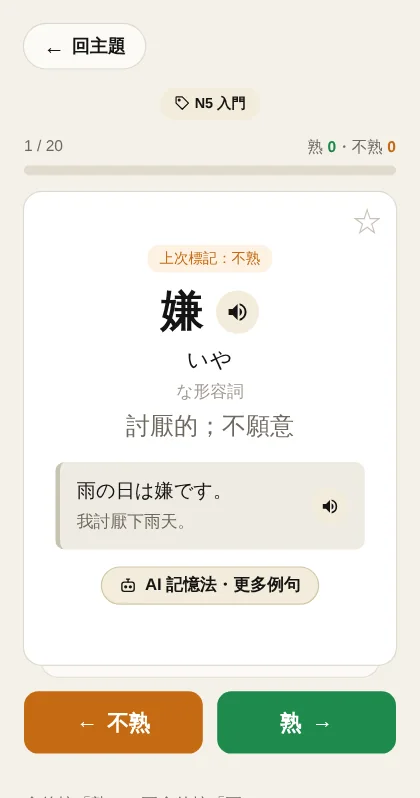 ← 回主題
N5 入門
1 / 20
熟 0 · 不熟 0
上次標記：不熟
嫌
いや
な形容詞
討厭的；不願意
雨の日は嫌です。
我討厭下雨天。
AI 記憶法・更多例句
← 不熟
熟 →